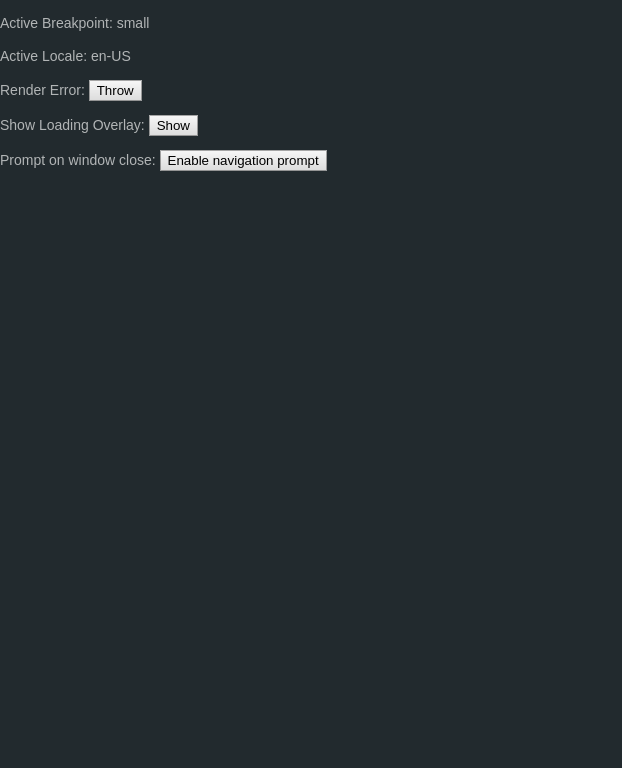 Active Breakpoint: small
Active Locale: en-US
Render Error: Throw
Show Loading Overlay: Show
Prompt on window close: Enable navigation prompt